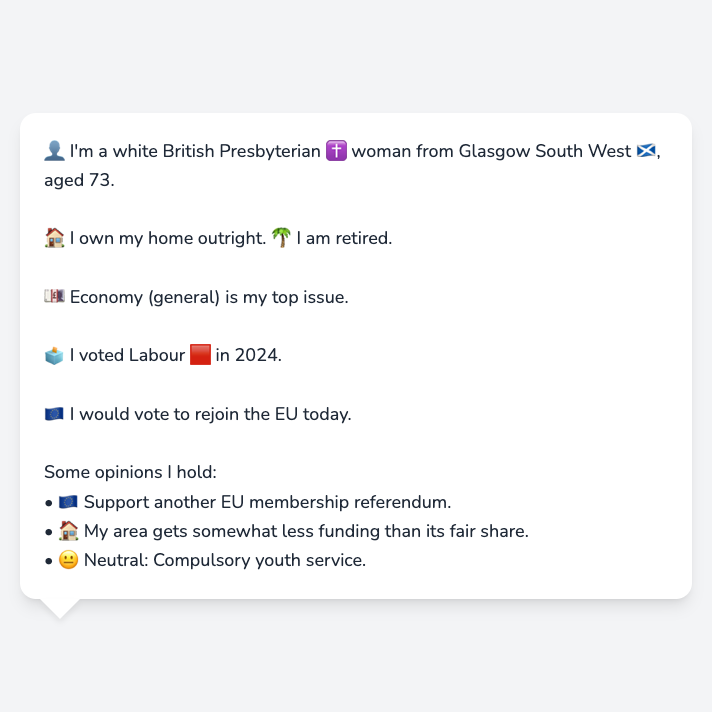 👤 I'm a white British Presbyterian ✝️ woman from Glasgow South West 🏴󠁧󠁢󠁳󠁣󠁴󠁿,
aged 73.
🏠 I own my home outright. 🌴 I am retired.
💷 Economy (general) is my top issue.
🗳️ I voted Labour 🟥 in 2024.
🇪🇺 I would vote to rejoin the EU today.
Some opinions I hold:
• 🇪🇺 Support another EU membership referendum.
• 🏠 My area gets somewhat less funding than its fair share.
• 😐 Neutral: Compulsory youth service.